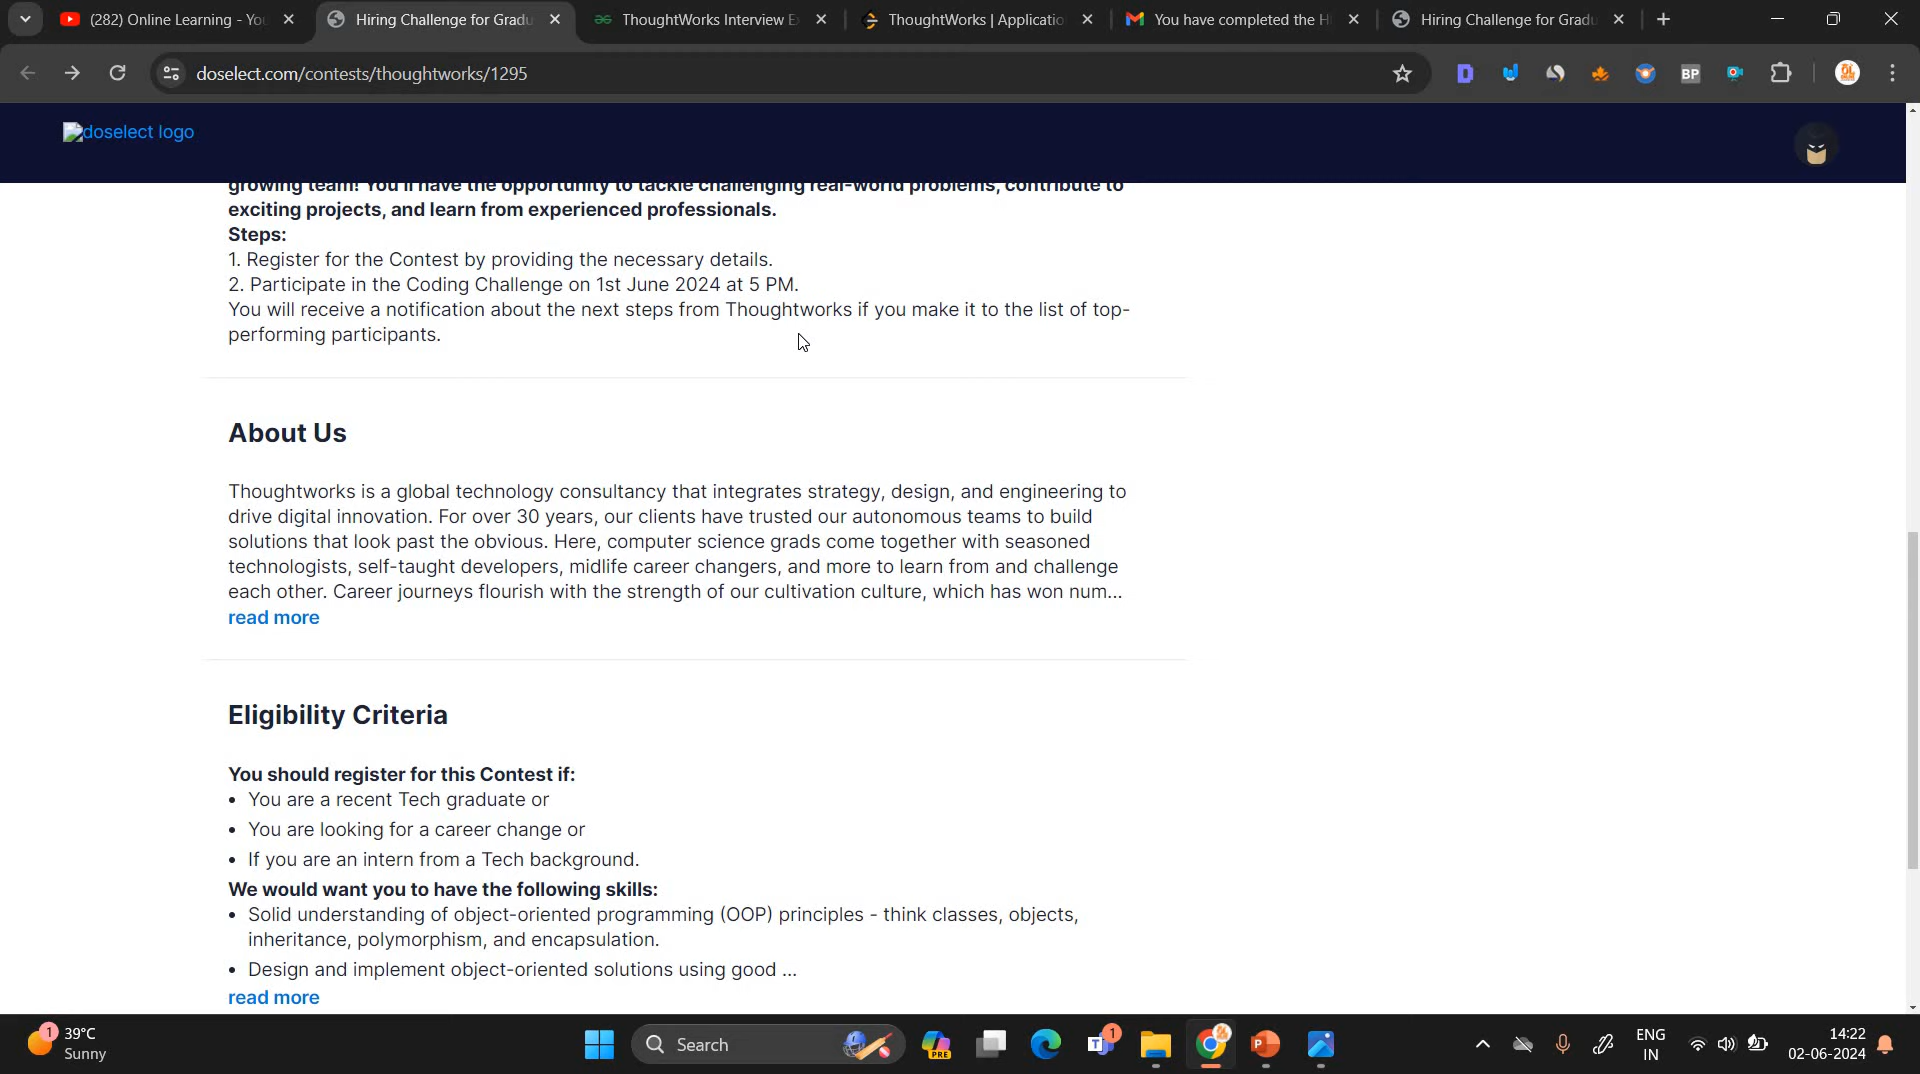 (282) Online Learning - You
Hiring Challenge for Gradu
ThoughtWorks Interview E
ThoughtWorks | Applicatio
You have completed the H
Hiring Challenge for Gradu
doselect.com/contests/thoughtworks/1295
BP
doselect logo
growing team! You'll have the opportunity to tackle challenging real-world problems, contribute to
exciting projects, and learn from experienced professionals.
Steps:
1. Register for the Contest by providing the necessary details.
2. Participate in the Coding Challenge on 1st June 2024 at 5 PM.
You will receive a notification about the next steps from Thoughtworks if you make it to the list of top-
performing participants.
About Us
Thoughtworks is a global technology consultancy that integrates strategy, design, and engineering to
drive digital innovation. For over 30 years, our clients have trusted our autonomous teams to build
solutions that look past the obvious. Here, computer science grads come together with seasoned
technologists, self-taught developers, midlife career changers, and more to learn from and challenge
each other. Career journeys flourish with the strength of our cultivation culture, which has won num...
read more
Eligibility Criteria
You should register for this Contest if:
• You are a recent Tech graduate or
• You are looking for a career change or
• If you are an intern from a Tech background.
We would want you to have the following skills:
• Solid understanding of object-oriented programming (OOP) principles - think classes, objects,
inheritance, polymorphism, and encapsulation.
• Design and implement object-oriented solutions using good ...
read more
1
39°C
Sunny
Search
PRE
1
ENG
IN
14:22
02-06-2024